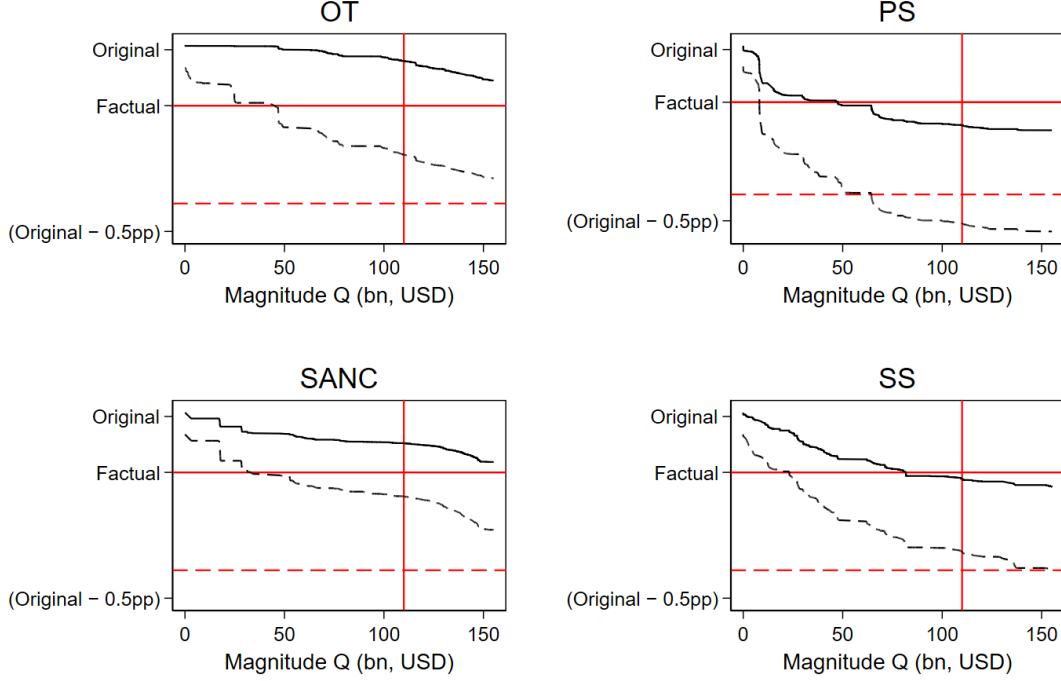 OT
Original
Factual
(Original − 0.5pp)
0 50 100 150
Magnitude Q (bn, USD)
PS
Original
Factual
(Original − 0.5pp)
0 50 100 150
Magnitude Q (bn, USD)
SANC
Original
Factual
(Original − 0.5pp)
0 50 100 150
Magnitude Q (bn, USD)
SS
Original
Factual
(Original − 0.5pp)
0 50 100 150
Magnitude Q (bn, USD)